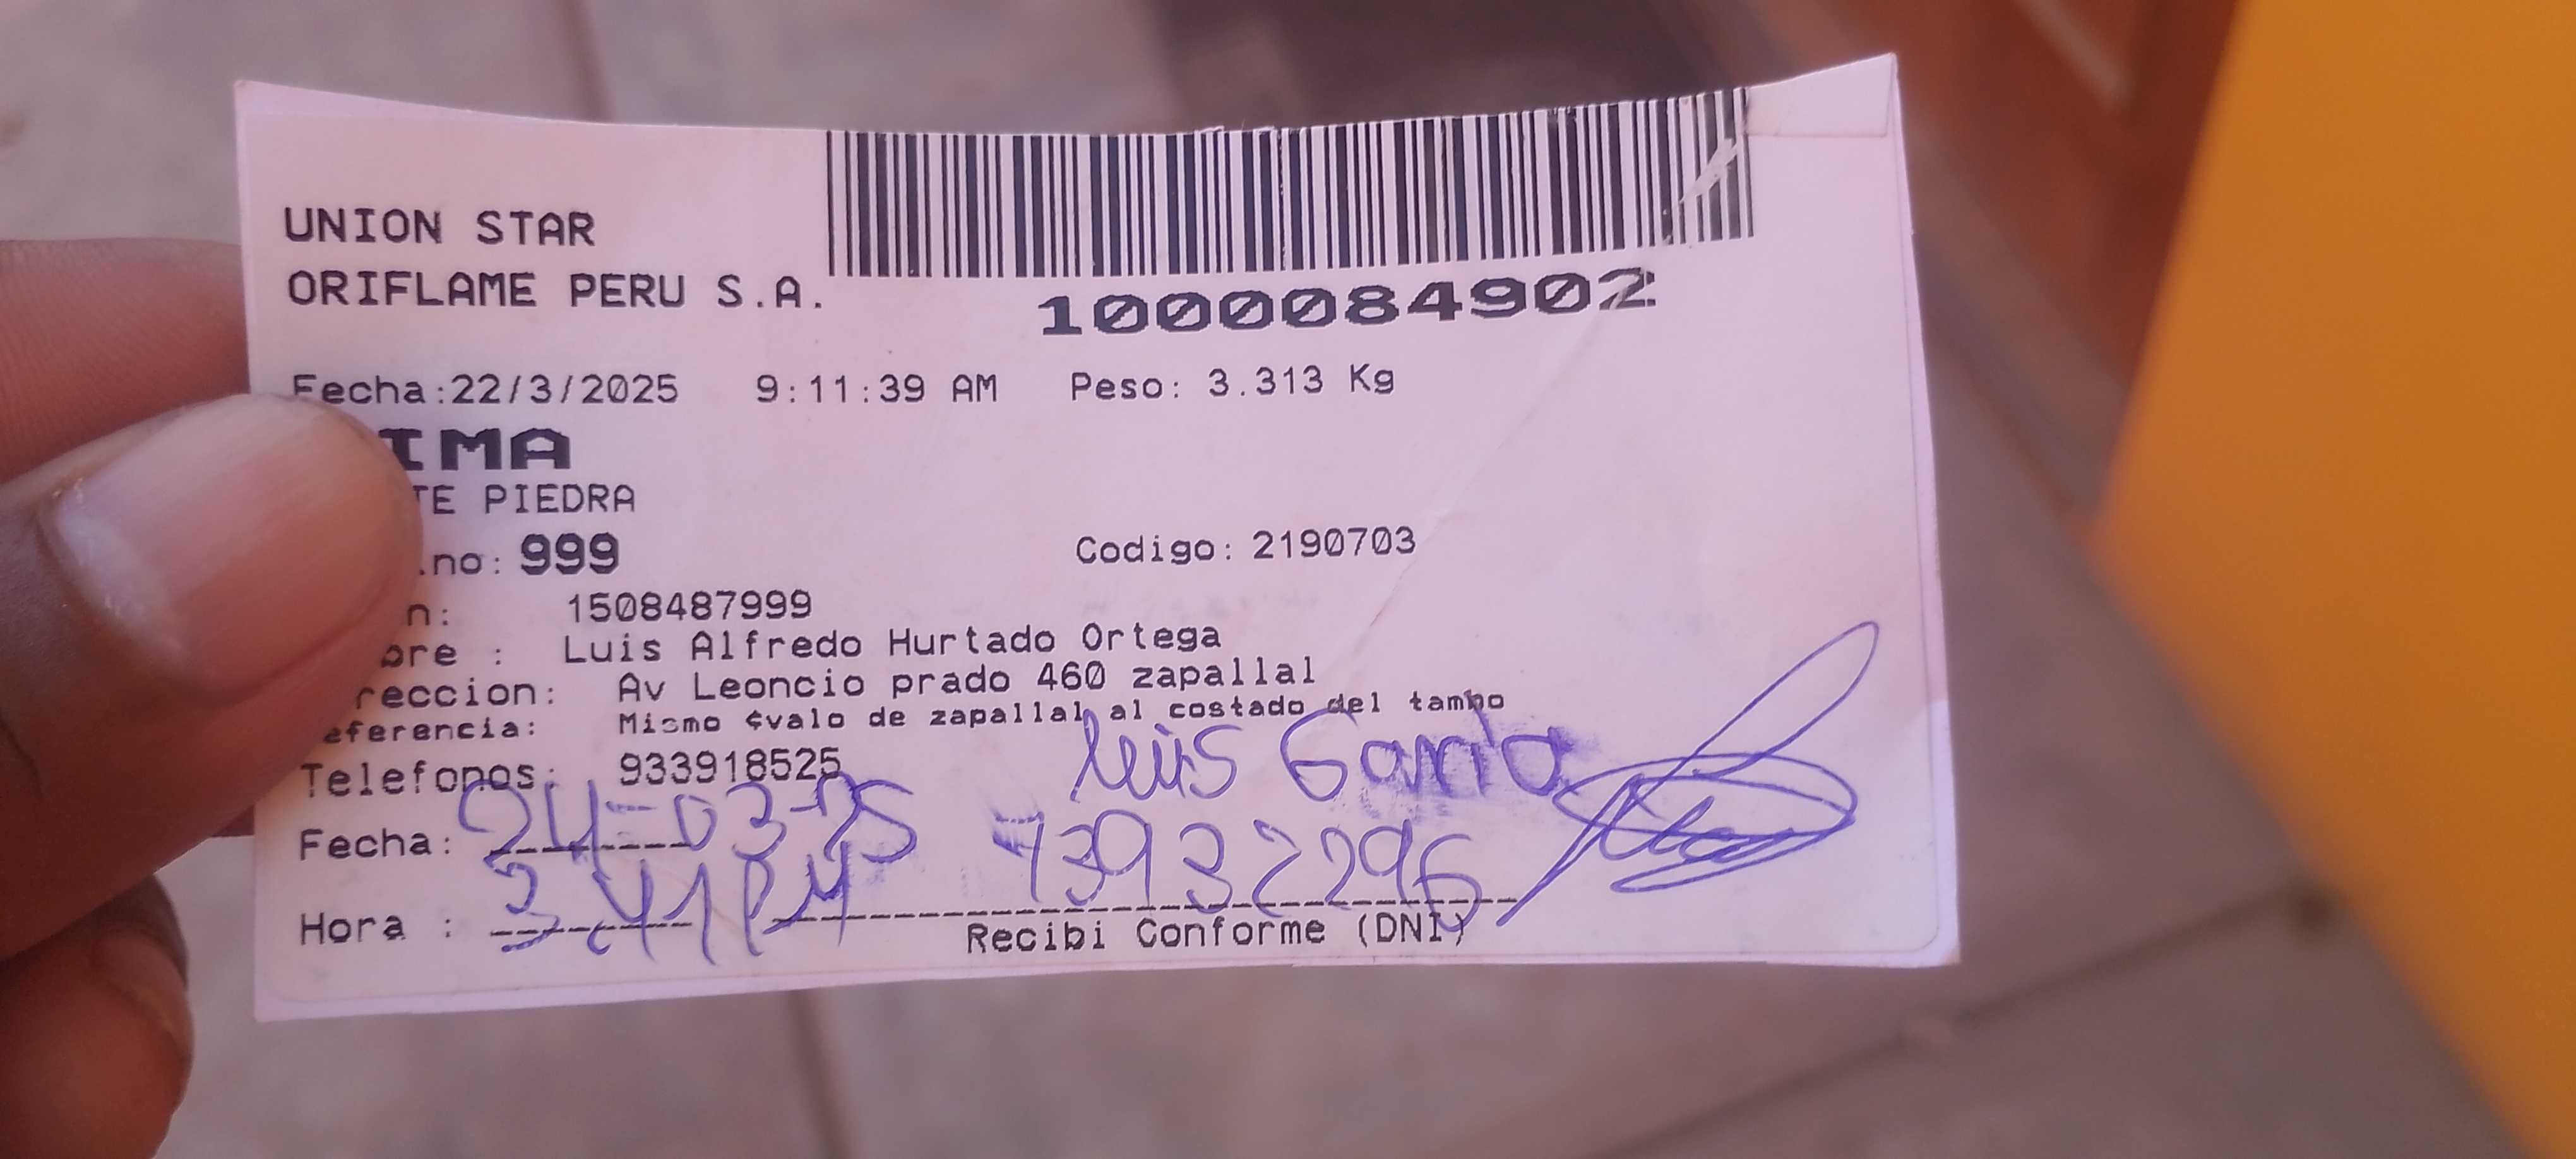 UNION STAR
ORIFLAME PERU S.A.
1000084902
Fecha:22/3/2025 9:11:39 AM Peso: 3.313 Kg
IMA
TE PIEDRA
.no: 999 Codigo: 2190703
n: 1508487999
bre : Luis Alfredo Hurtado Ortega
reccion: Av Leoncio prado 460 zapallal
eferencia: Mismo ¢valo de zapallal, al costado del tambo
Telefonos: 933918525
Luis Garcia
Fecha: 24-03-25
73932296
Hora : 3:41 PM
Recibi Conforme (DNI)